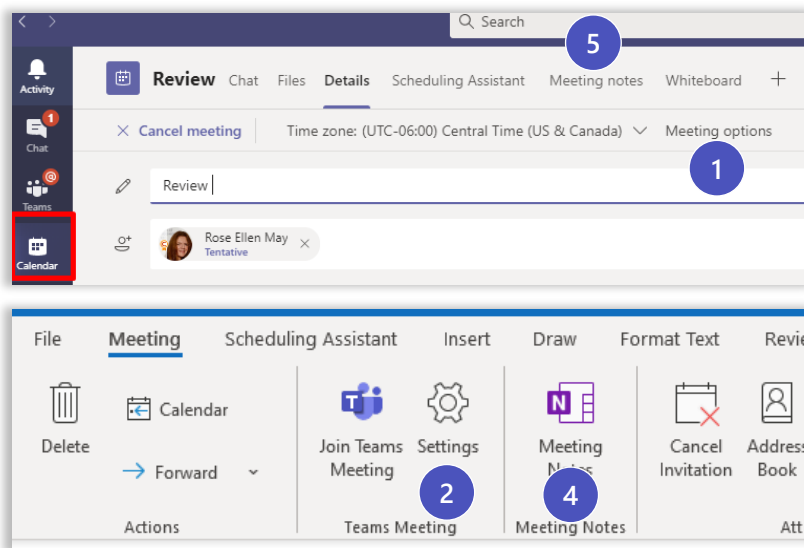 Search
5
Activity
Review Chat Files Details Scheduling Assistant Meeting notes Whiteboard +
1
Chat
Cancel meeting Time zone: (UTC-06:00) Central Time (US & Canada) Meeting options
1
@
Teams
Review
Rose Ellen May
Tentative
Calendar
File Meeting Scheduling Assistant Insert Draw Format Text Revie
Calendar
Delete
Forward
Join Teams Meeting
Settings
Meeting Notes
Cancel Invitation
Address Book
2
4
Actions Teams Meeting Meeting Notes Att